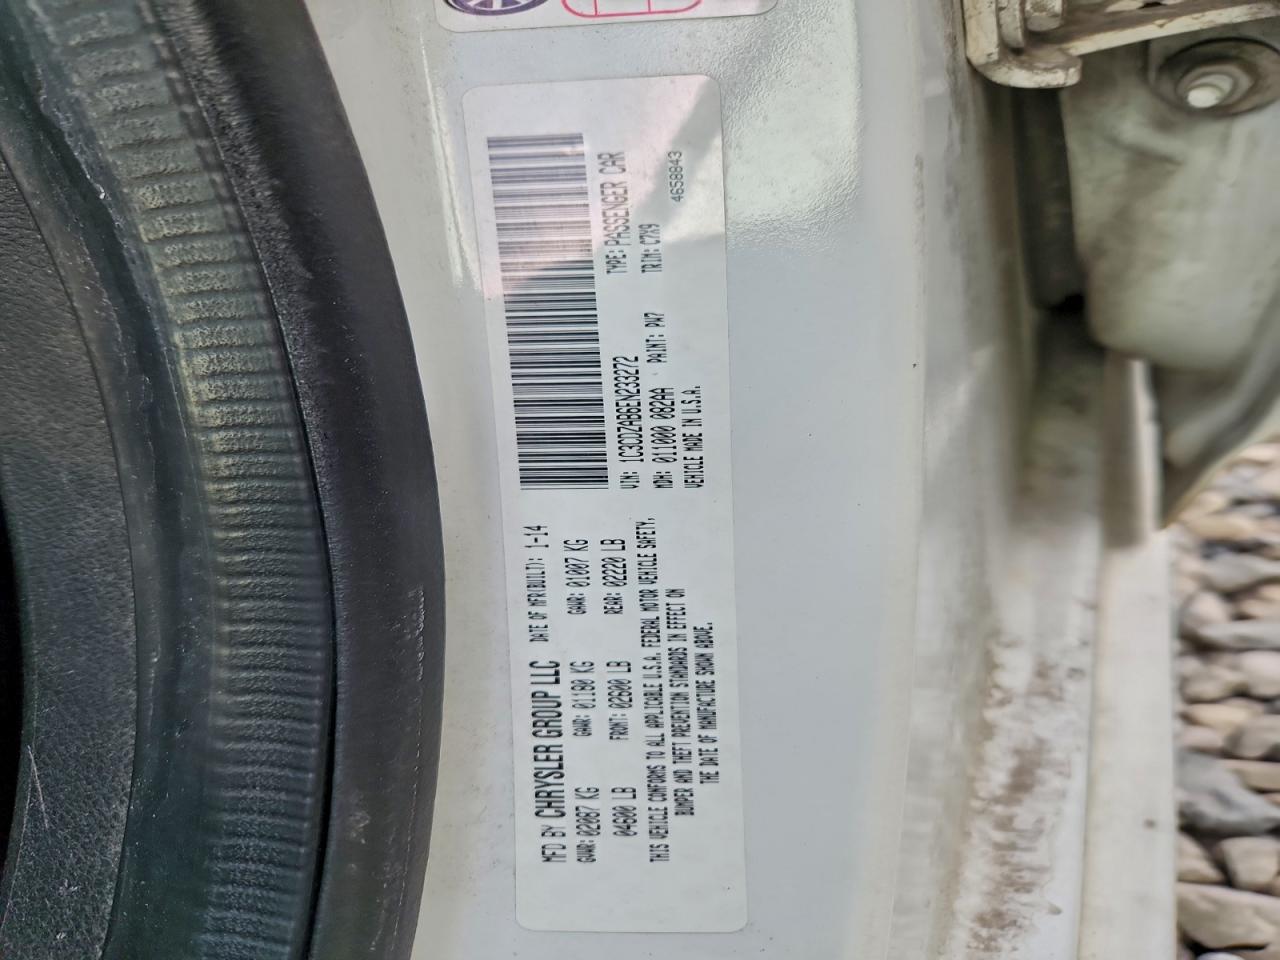 MFD BY CHRYSLER GROUP LLC DATE OF MFR(BUILT): 1-14
GVWR: 02087 KG GAWR: 01180 KG GAWR: 01007 KG
04600 LB FRONT: 02600 LB REAR: 02220 LB
THIS VEHICLE CONFORMS TO ALL APPLICABLE U.S.A. FEDERAL MOTOR VEHICLE SAFETY,
BUMPER AND THEFT PREVENTION STANDARDS IN EFFECT ON
THE DATE OF MANUFACTURE SHOWN ABOVE.
VIN: 1C3CDZAB6EN233272 TYPE: PASSENGER CAR
MDH: 011000 082AA PAINT: PW7 TRIM: C7X9
VEHICLE MADE IN U.S.A. 4658843